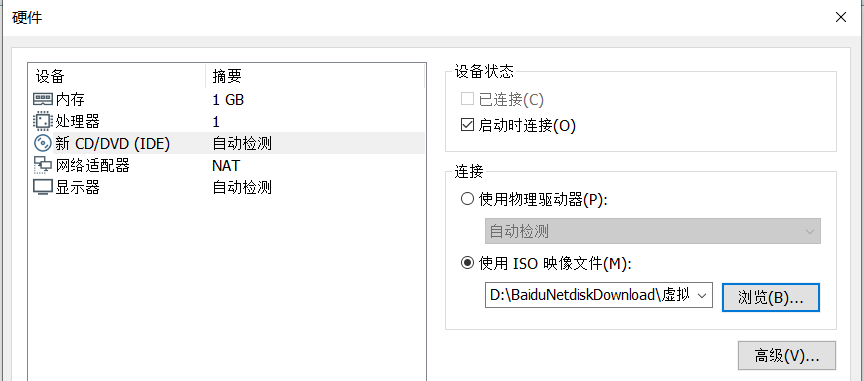 硬件
设备 摘要
内存 1 GB
处理器 1
新 CD/DVD (IDE) 自动检测
网络适配器 NAT
显示器 自动检测
设备状态
已连接(C)
启动时连接(O)
连接
使用物理驱动器(P):
自动检测
使用 ISO 映像文件(M):
D:\BaiduNetdiskDownload\虚拟
浏览(B)...
高级(V)...